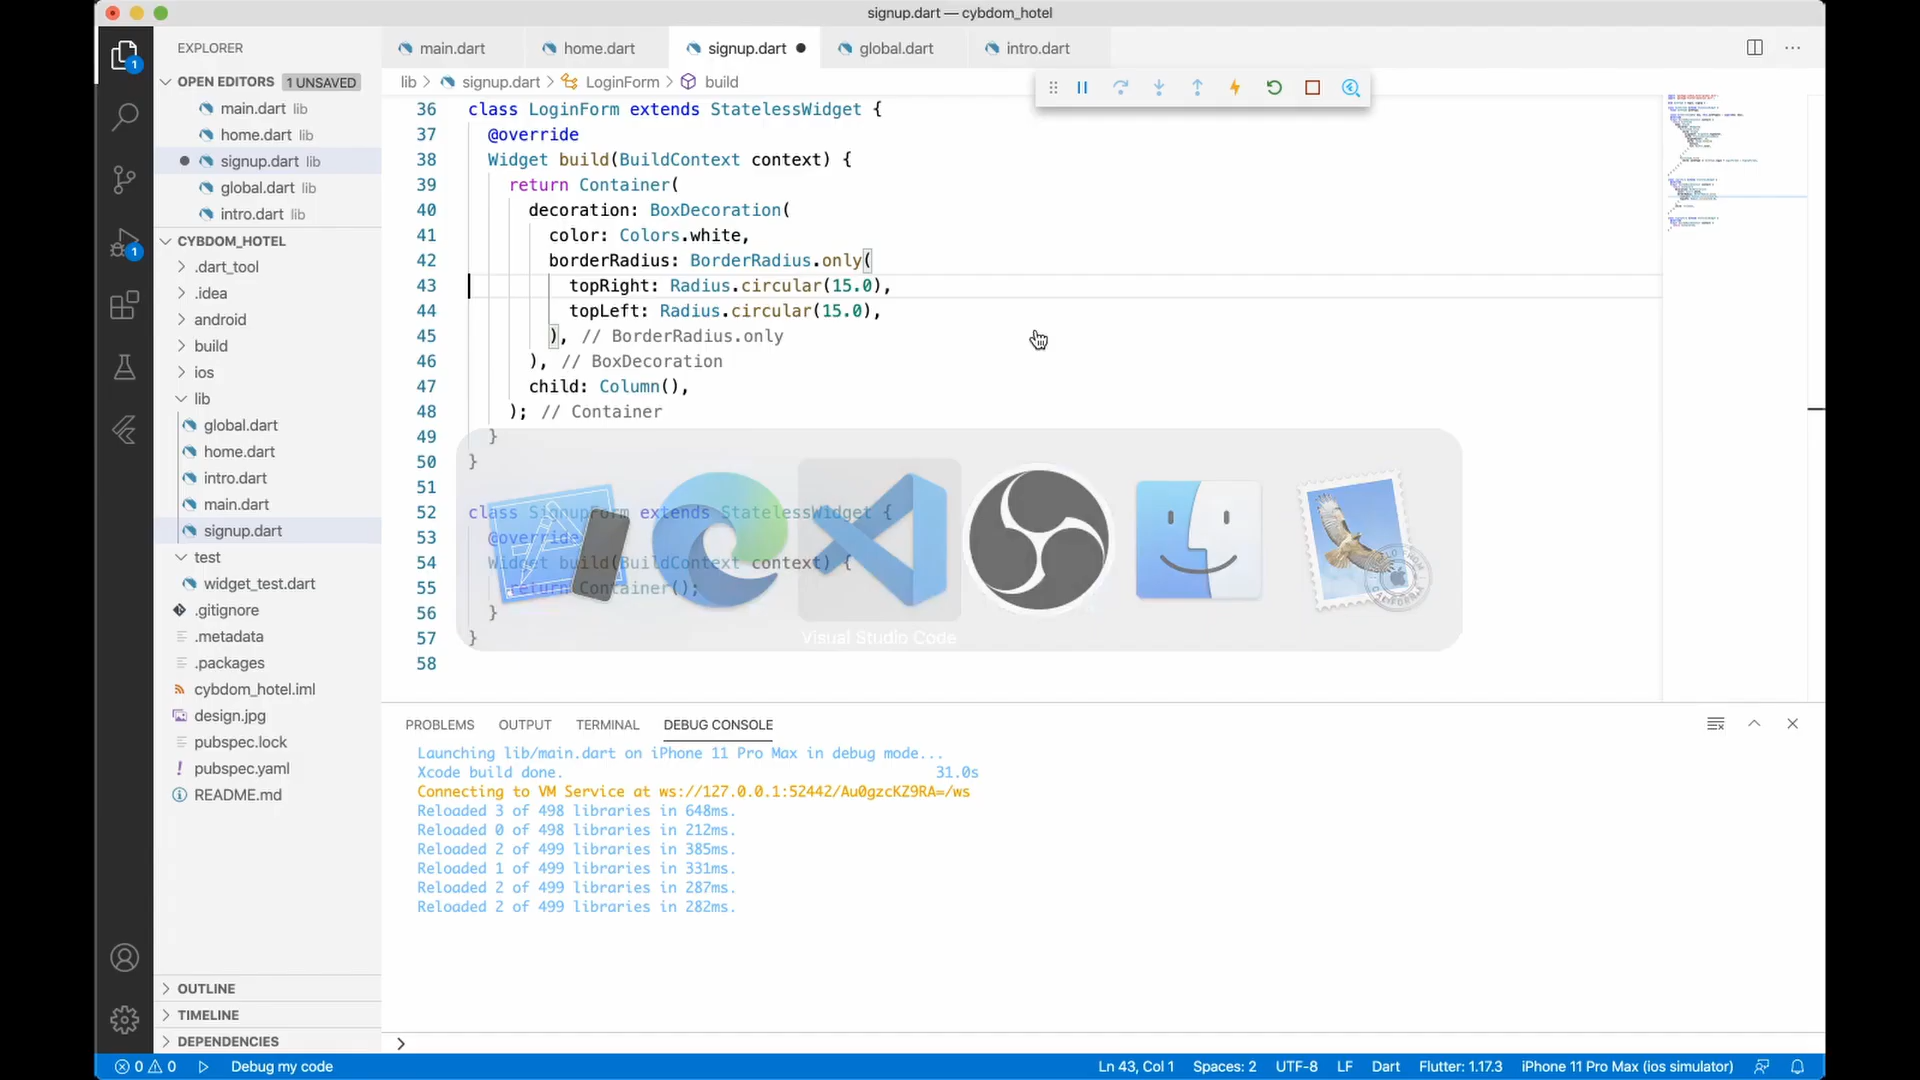 signup.dart — cybdom_hotel
EXPLORER
main.dart
home.dart
signup.dart
global.dart
intro.dart
OPEN EDITORS 1 UNSAVED
lib > signup.dart > LoginForm > build
main.dart lib
home.dart lib
signup.dart lib
global.dart lib
intro.dart lib
CYBDOM_HOTEL
.dart_tool
.idea
android
build
ios
lib
global.dart
home.dart
intro.dart
main.dart
signup.dart
test
widget_test.dart
.gitignore
.metadata
.packages
cybdom_hotel.iml
design.jpg
pubspec.lock
pubspec.yaml
README.md
OUTLINE
TIMELINE
DEPENDENCIES
36 class LoginForm extends StatelessWidget {
37 @override
38 Widget build(BuildContext context) {
39 return Container(
40 decoration: BoxDecoration(
41 color: Colors.white,
42 borderRadius: BorderRadius.only(
43 topRight: Radius.circular(15.0),
44 topLeft: Radius.circular(15.0),
45 ), // BorderRadius.only
46 ), // BoxDecoration
47 child: Column(),
48 ); // Container
49 }
50 }
51
52 class SignupForm extends StatelessWidget {
53 @override
54 Widget build(BuildContext context) {
55 return Container();
56 }
57 }
58
Visual Studio Code
PROBLEMS OUTPUT TERMINAL DEBUG CONSOLE
Launching lib/main.dart on iPhone 11 Pro Max in debug mode...
Xcode build done. 31.0s
Connecting to VM Service at ws://127.0.0.1:52442/Au0gzcKZ9RA=/ws
Reloaded 3 of 498 libraries in 648ms.
Reloaded 0 of 498 libraries in 212ms.
Reloaded 2 of 499 libraries in 385ms.
Reloaded 1 of 499 libraries in 331ms.
Reloaded 2 of 499 libraries in 287ms.
Reloaded 2 of 499 libraries in 282ms.
0 0 Debug my code Ln 43, Col 1 Spaces: 2 UTF-8 LF Dart Flutter: 1.17.3 iPhone 11 Pro Max (ios simulator)